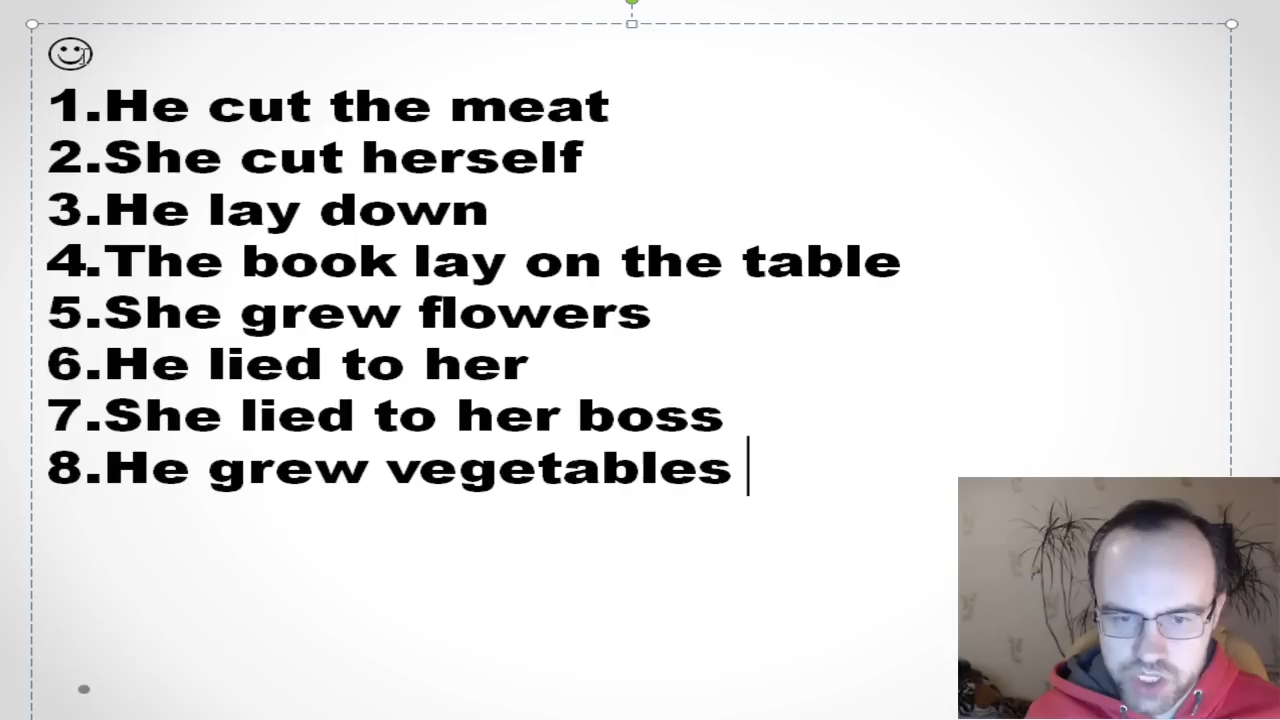 1.He cut the meat
2.She cut herself
3.He lay down
4.The book lay on the table
5.She grew flowers
6.He lied to her
7.She lied to her boss
8.He grew vegetables